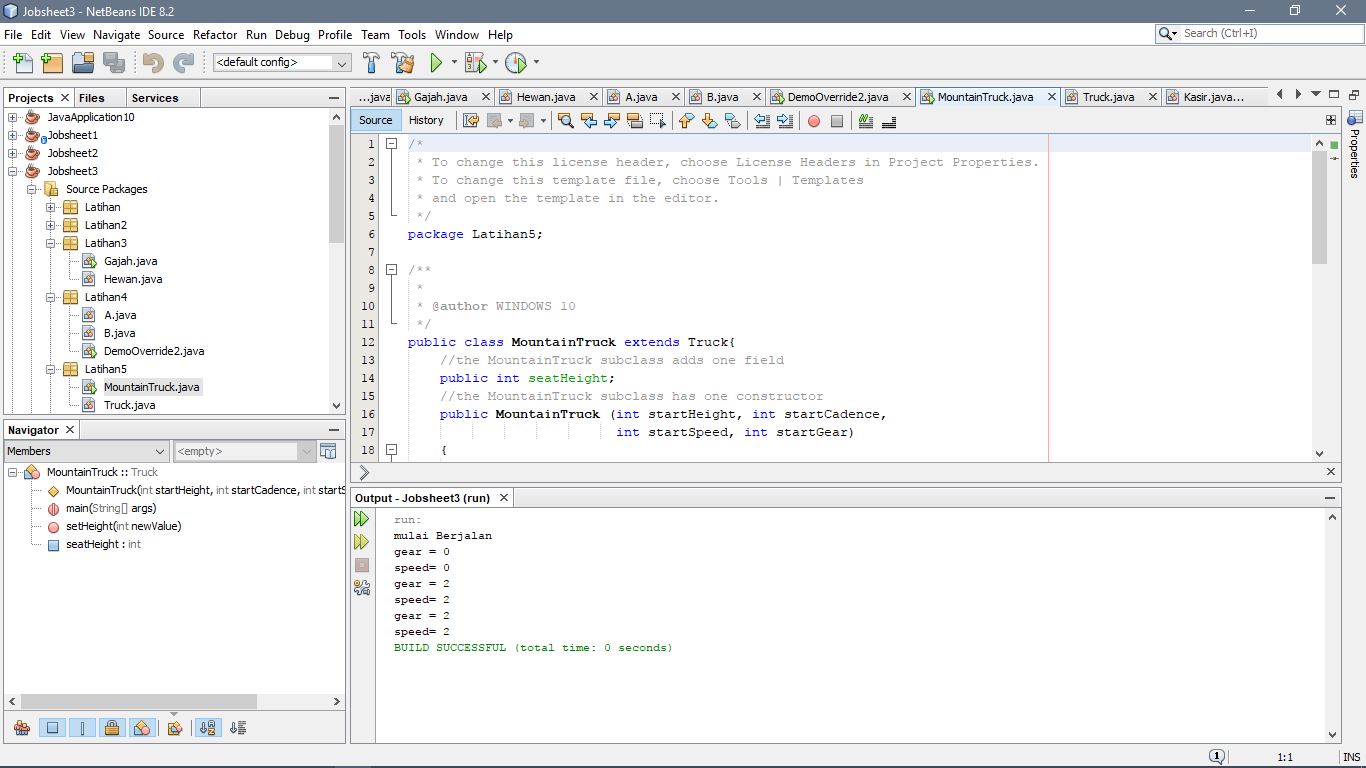 Jobsheet3 - NetBeans IDE 8.2
File Edit View Navigate Source Refactor Run Debug Profile Team Tools Window Help
Search (Ctrl+I)
<default config>
Projects Files Services
JavaApplication10
Jobsheet1
Jobsheet2
Jobsheet3
Source Packages
Latihan
Latihan2
Latihan3
Gajah.java
Hewan.java
Latihan4
A.java
B.java
DemoOverride2.java
Latihan5
MountainTruck.java
Truck.java
Navigator
Members
<empty>
MountainTruck :: Truck
MountainTruck(int startHeight, int startCadence, int startS
main(String[] args)
setHeight(int newValue)
seatHeight : int
...java Gajah.java Hewan.java A.java B.java DemoOverride2.java MountainTruck.java Truck.java Kasir.java...
Source History
1 /*
2 * To change this license header, choose License Headers in Project Properties.
3 * To change this template file, choose Tools | Templates
4 * and open the template in the editor.
5 */
6 package Latihan5;
7
8 /**
9 *
10 * @author WINDOWS 10
11 */
12 public class MountainTruck extends Truck{
13 //the MountainTruck subclass adds one field
14 public int seatHeight;
15 //the MountainTruck subclass has one constructor
16 public MountainTruck (int startHeight, int startCadence,
17 int startSpeed, int startGear)
18 {
Properties
Output - Jobsheet3 (run)
run:
mulai Berjalan
gear = 0
speed= 0
gear = 2
speed= 2
gear = 2
speed= 2
BUILD SUCCESSFUL (total time: 0 seconds)
1
1:1
INS